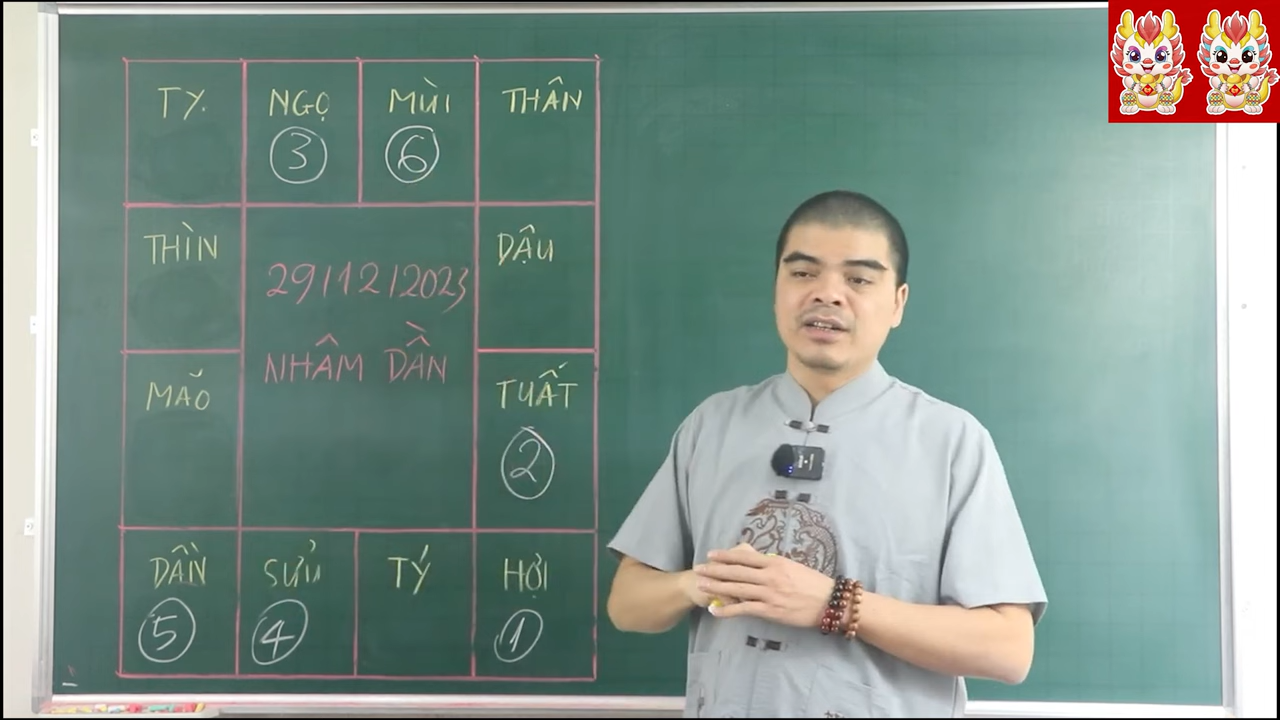 TỴ
NGỌ
3
MÙI
6
THÂN
THÌN
29/12/2023
NHÂM DẦN
DẬU
MÃO
TUẤT
2
DẦN
5
SỬU
4
TÝ
HỢI
1